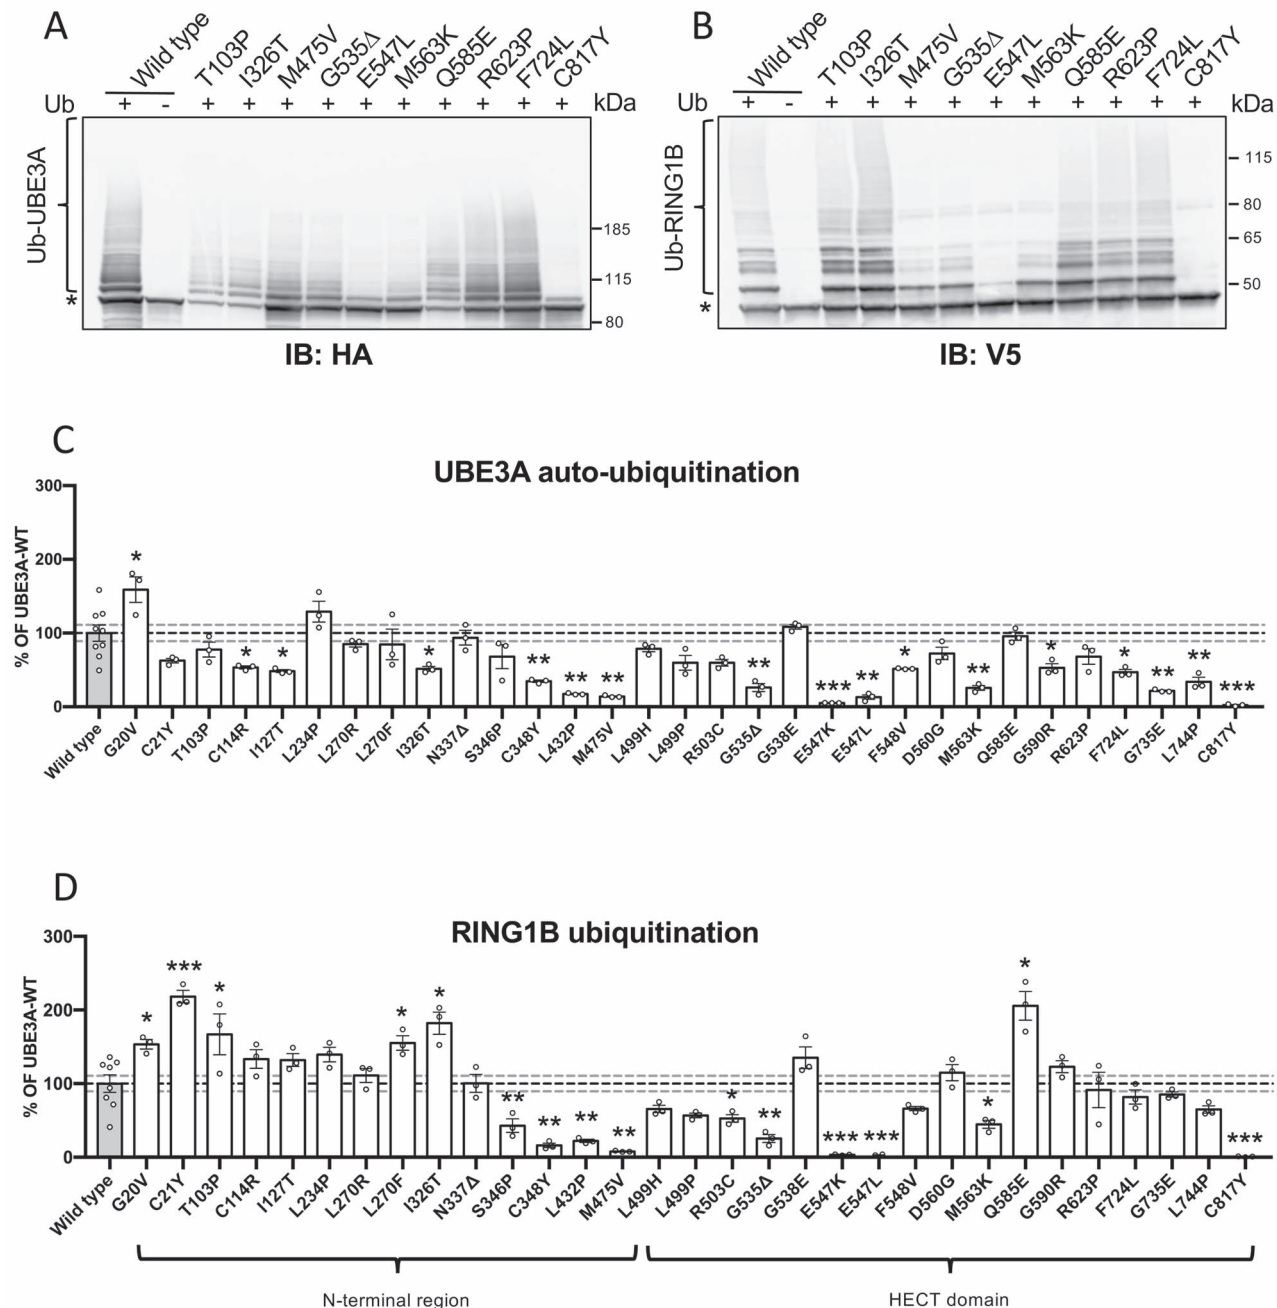 A
Wild type T103P I326T M475V G535Δ E547L M563K Q585E R623P F724L C817Y
Ub + - + + + + + + + + + + kDa
Ub-UBE3A
185
115
*
80
IB: HA
B
Wild type T103P I326T M475V G535Δ E547L M563K Q585E R623P F724L C817Y
Ub + - + + + + + + + + + + kDa
Ub-RING1B
115
80
65
50
*
IB: V5
C
UBE3A auto-ubiquitination
% OF UBE3A-WT
300
200
100
0
* * * * ** ** ** ** *** ** * ** * * ** ** ***
Wild type G20V C21Y T103P C114R I127T L234P L270R L270F I326T N337Δ S346P C348Y L432P M475V L499H L499P R503C G535Δ G538E E547K E547L F548V D560G M563K Q585E G590R R623P F724L G735E L744P C817Y
D
RING1B ubiquitination
% OF UBE3A-WT
300
200
100
0
* *** * * * ** ** ** ** * ** *** *** * * ***
Wild type G20V C21Y T103P C114R I127T L234P L270R L270F I326T N337Δ S346P C348Y L432P M475V L499H L499P R503C G535Δ G538E E547K E547L F548V D560G M563K Q585E G590R R623P F724L G735E L744P C817Y
N-terminal region HECT domain